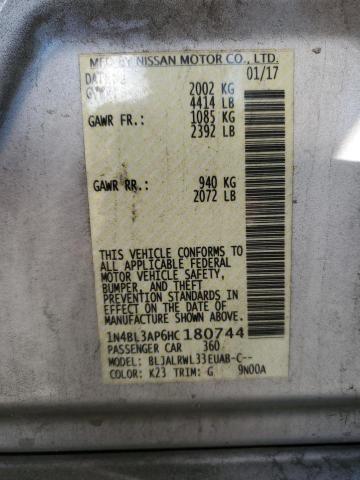 MFD BY NISSAN MOTOR CO., LTD.
DATE 01/17
2002 KG
4414 LB
GAWR FR.: 1085 KG
2392 LB
GAWR RR.: 940 KG
2072 LB
THIS VEHICLE CONFORMS TO
ALL APPLICABLE FEDERAL
MOTOR VEHICLE SAFETY,
BUMPER, AND THEFT
PREVENTION STANDARDS
IN EFFECT ON THE DATE OF
MANUFACTURE SHOWN ABOVE.
1N4BL3AP6HC180744
PASSENGER CAR 360
BLJALRWL33EUAB-C--
COLOR: K23 TRIM: G 9N00A